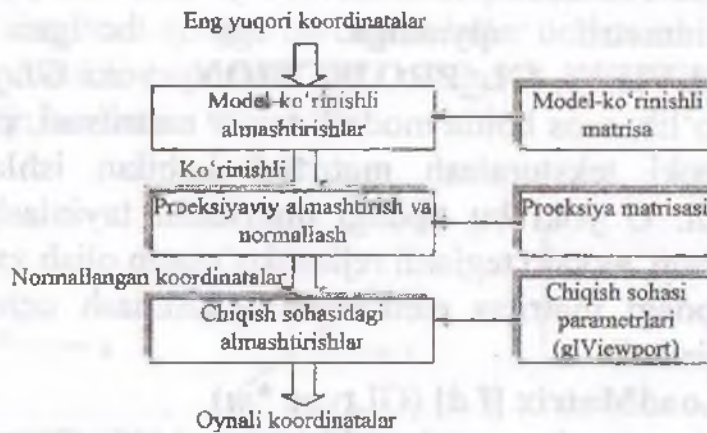 Eng yuqori koordinatalar
Model-ko‘rinishli
almashtirishlar
Model-ko‘rinishli
matrisa
Ko‘rinishli
Proeksiyaviy almashtirish va
normallash
Proeksiya matrisasi
Normallangan koordinatalar
Chiqish sohasidagi
almashtirishlar
Chiqish sohasi
parametrlari
(glViewport)
Oynali koordinatalar